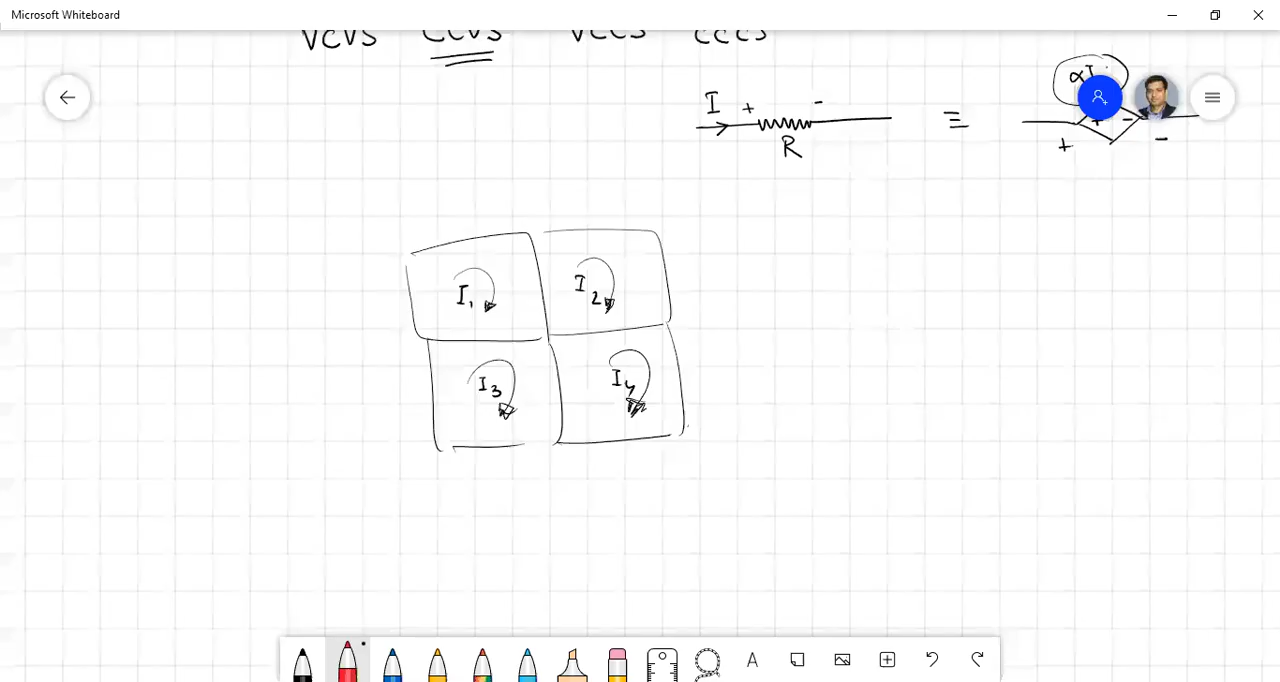 Microsoft Whiteboard
VCVS CCVS VCCS CCCS
αI
I + -
R
≡
+ -
+ -
I1 I2
I3 I4
A